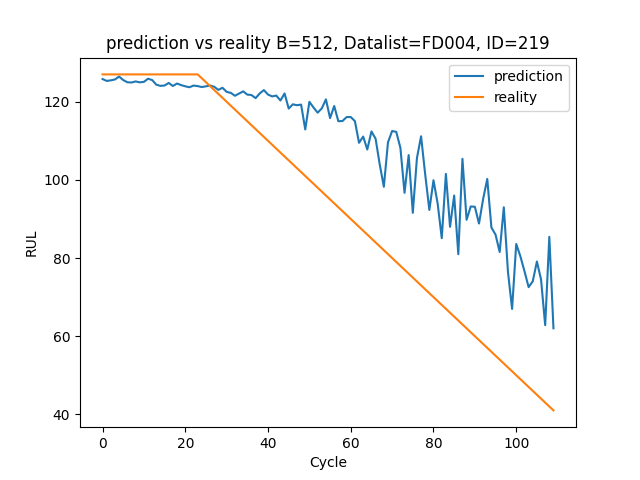 prediction vs reality B=512, Datalist=FD004, ID=219
prediction
reality
RUL
120
100
80
60
40
0 20 40 60 80 100
Cycle